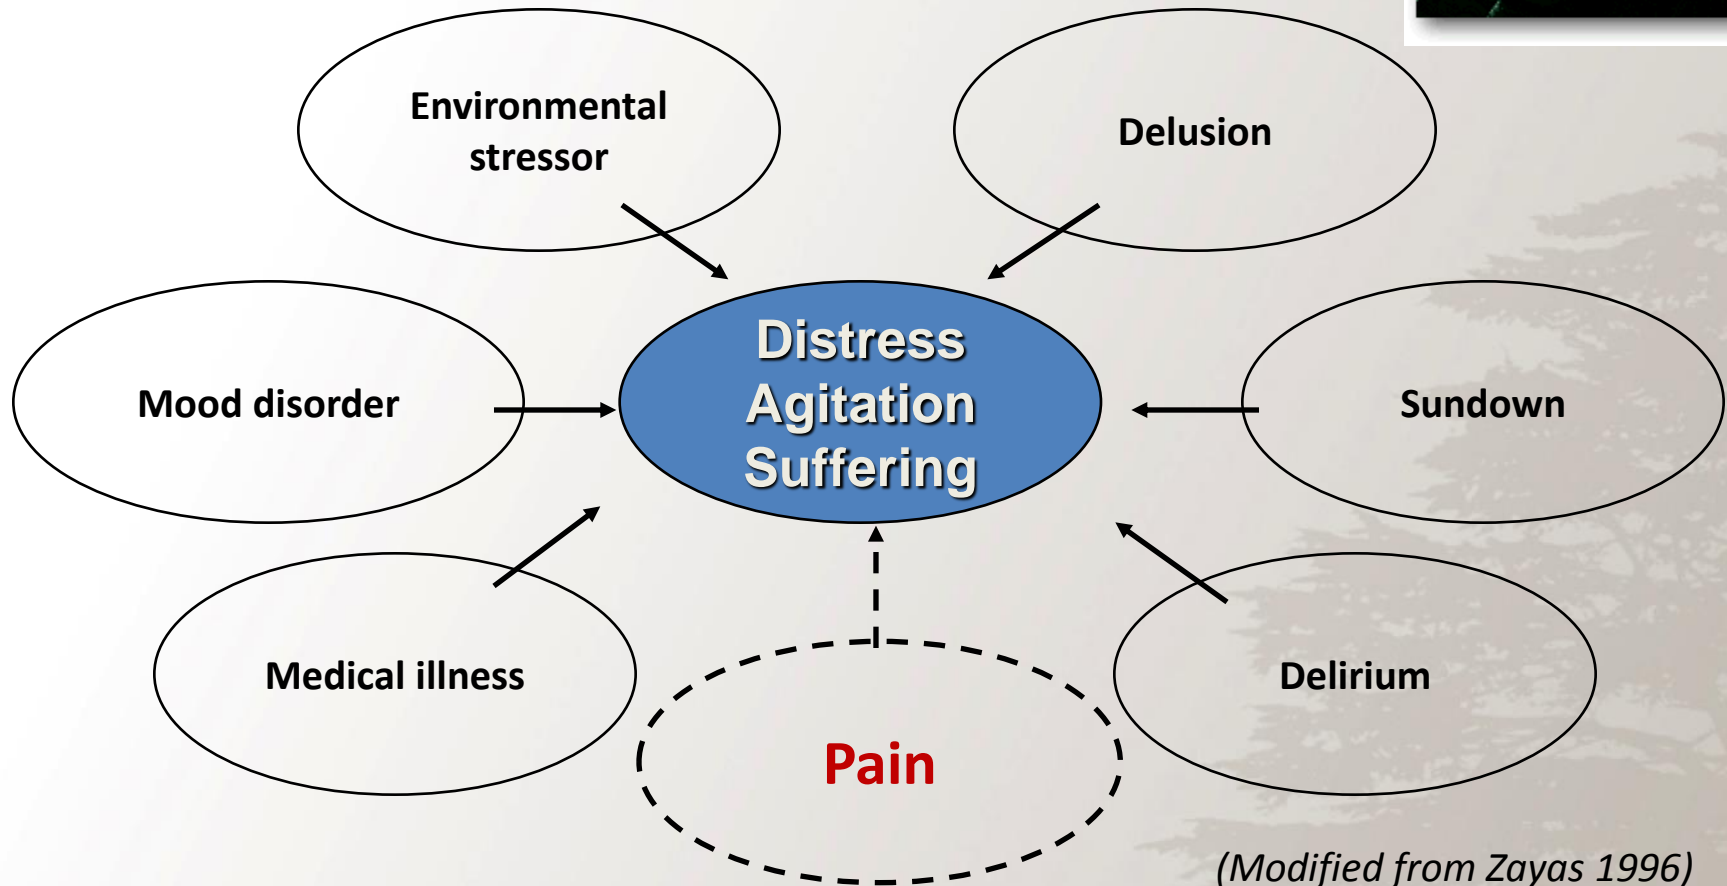 Environmental
stressor
Delusion
Distress
Agitation
Suffering
Mood disorder
Sundown
Medical illness
Delirium
Pain
(Modified from Zayas 1996)